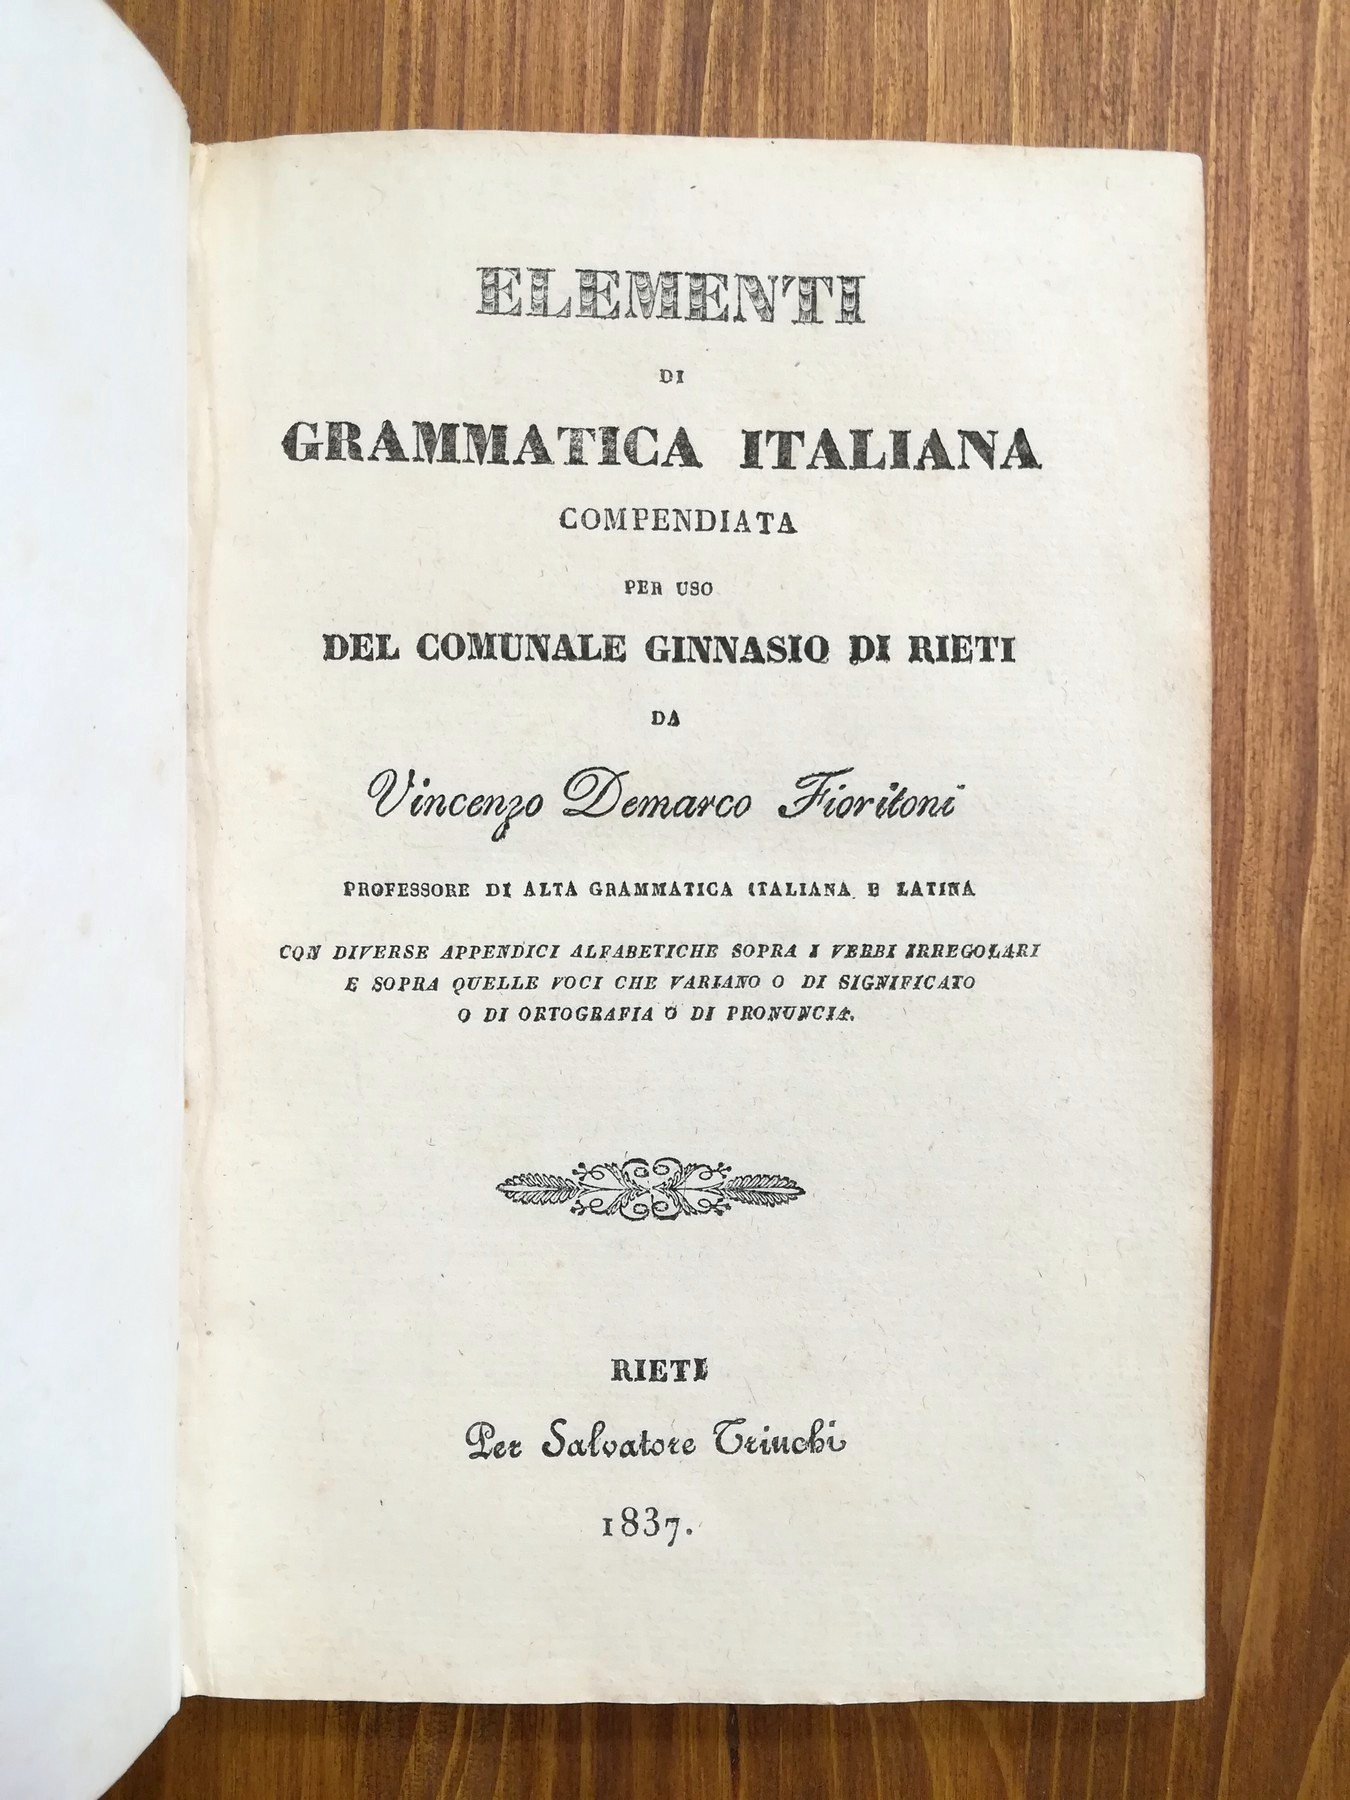 ELEMENTI
DI
GRAMMATICA ITALIANA
COMPENDIATA
PER USO
DEL COMUNALE GINNASIO DI RIETI
DA
Vincenzo Demarco Fioritoni
PROFESSORE DI ALTA GRAMMATICA ITALIANA E LATINA
CON DIVERSE APPENDICI ALFABETICHE SOPRA I VERBI IRREGOLARI
E SOPRA QUELLE VOCI CHE VARIANO O DI SIGNIFICATO
O DI ORTOGRAFIA O DI PRONUNCIA.
RIETI
Per Salvatore Trinchi
1837.